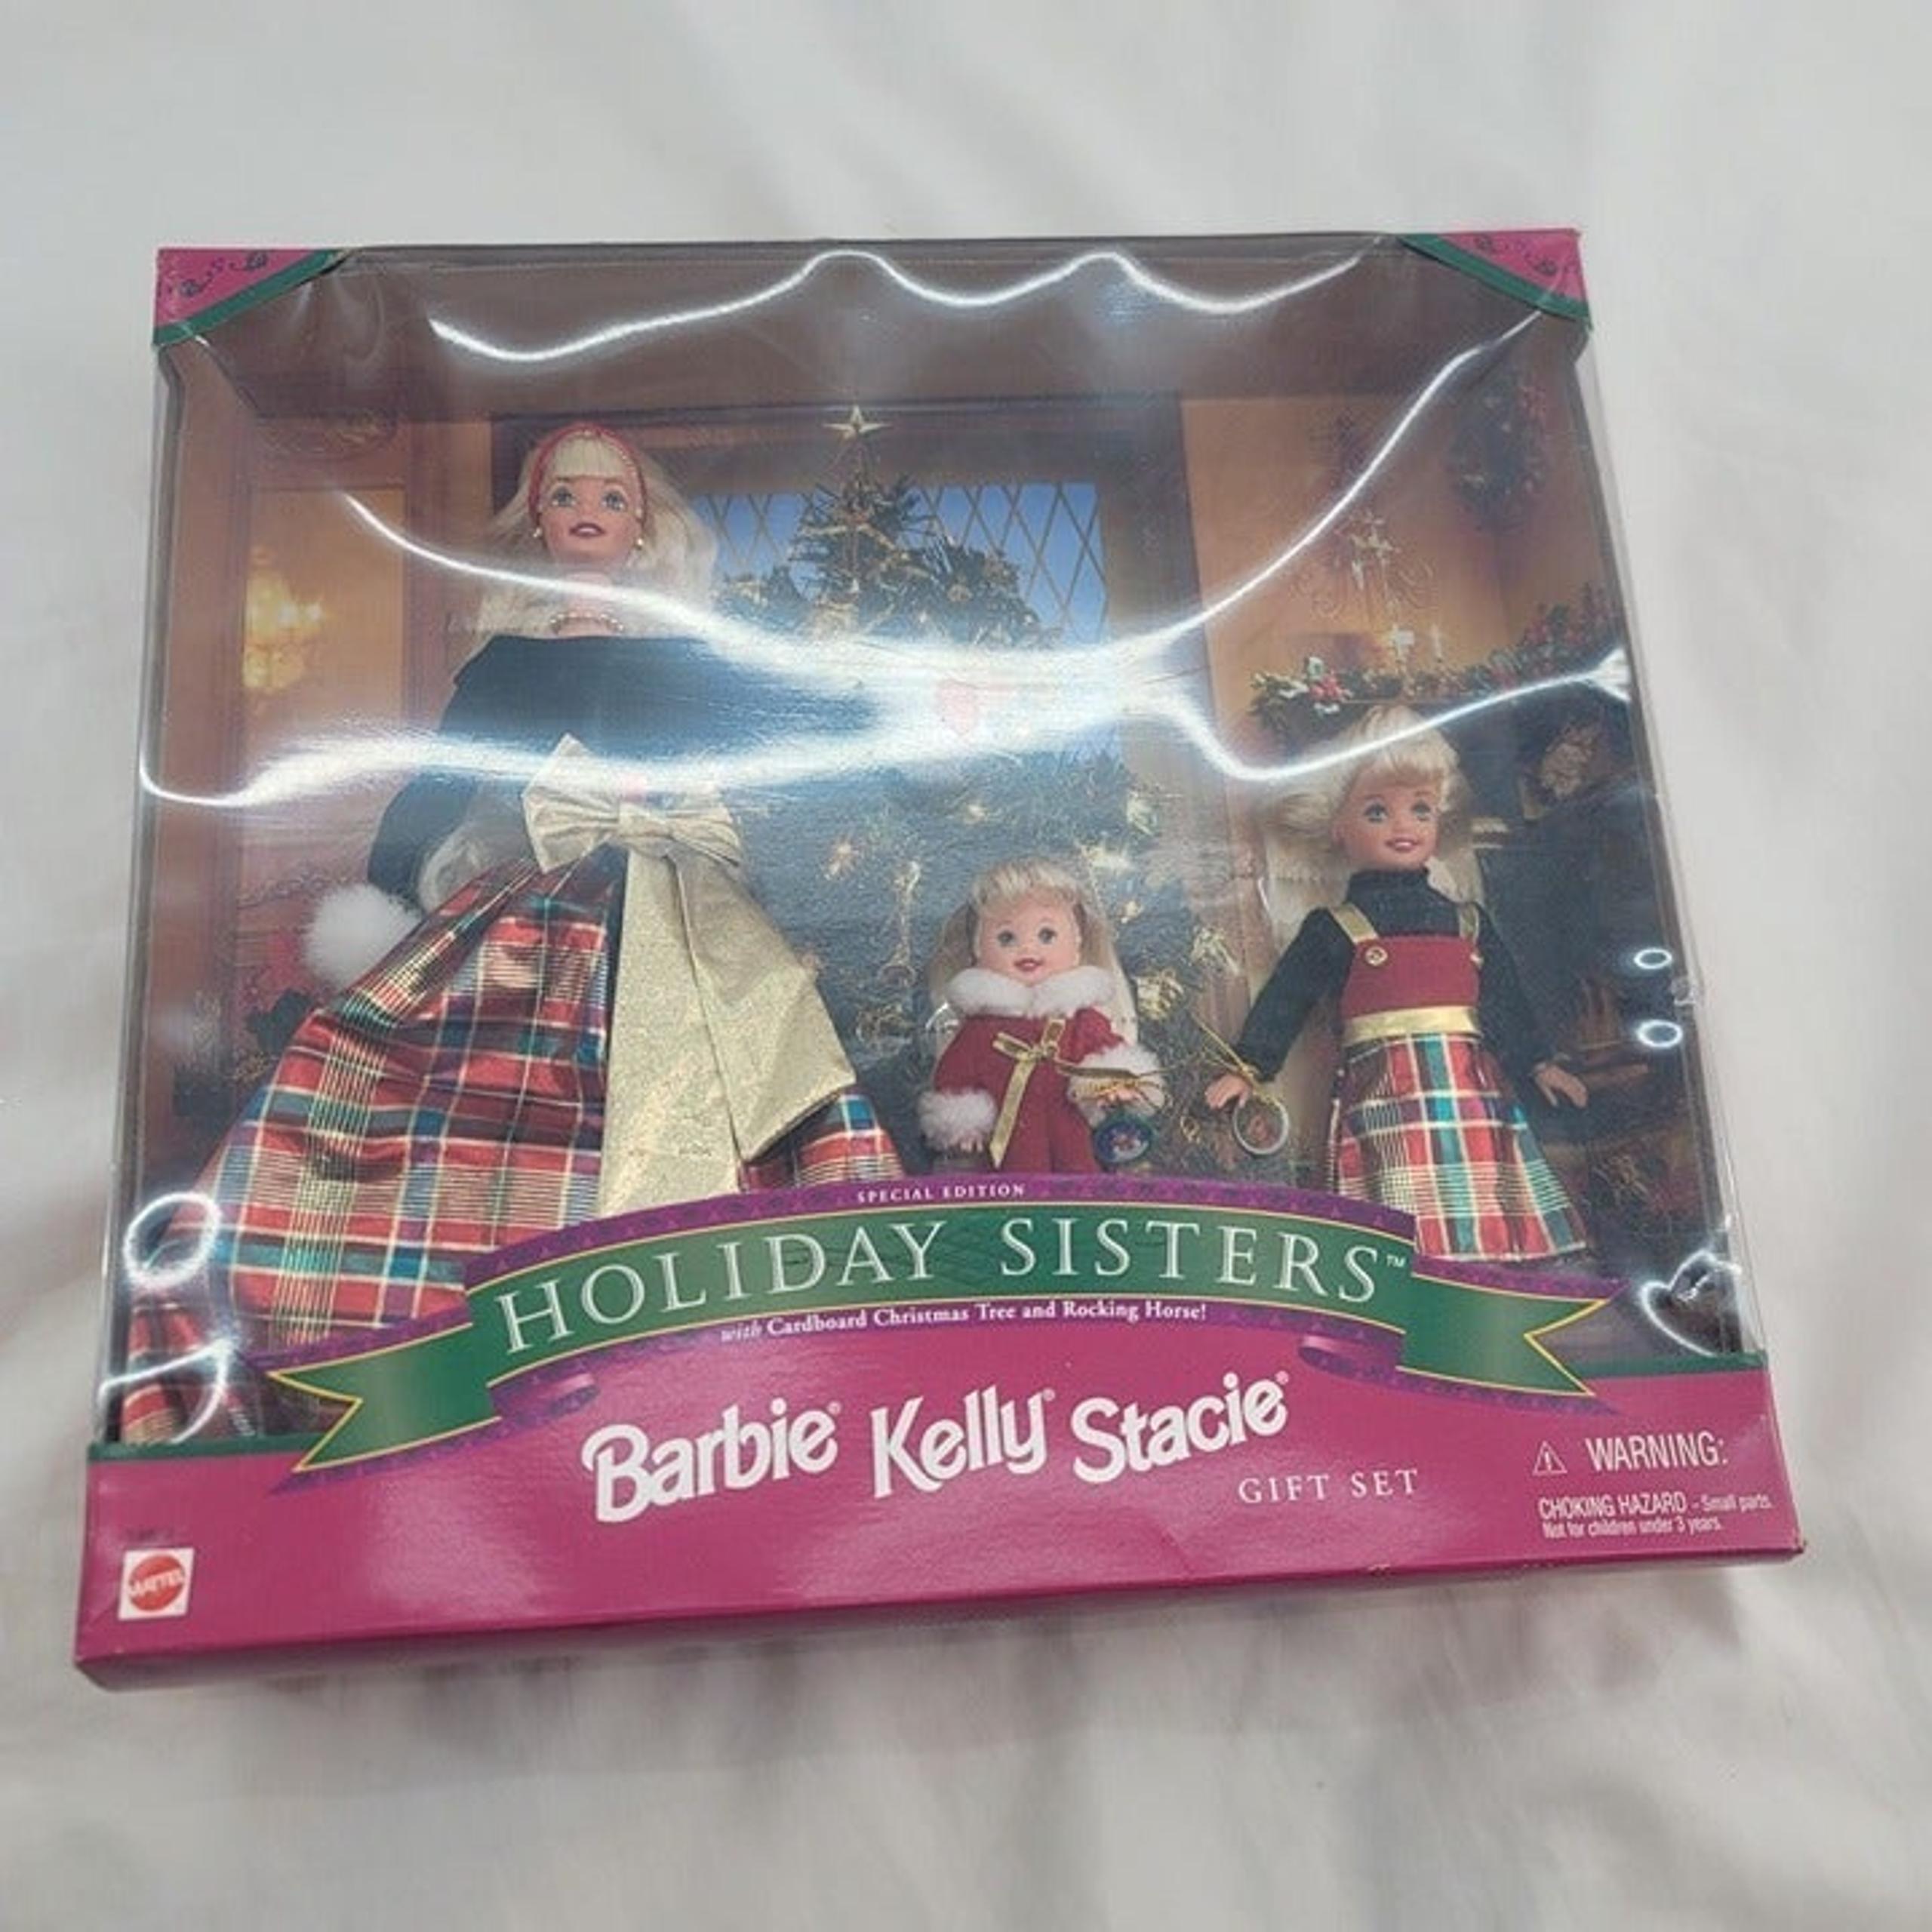 SPECIAL EDITION
HOLIDAY SISTERS™
with Cardboard Christmas Tree and Rocking Horse!
Barbie® Kelly® Stacie®
GIFT SET
⚠ WARNING:
CHOKING HAZARD - Small parts.
Not for children under 3 years.
MATTEL